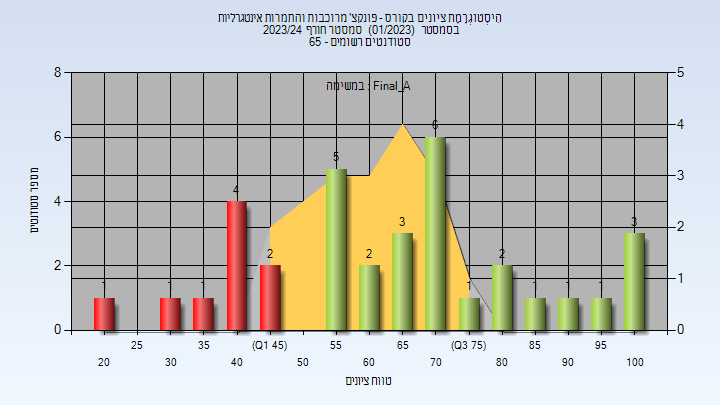 היסְטוגְרָמַת ציונים בקורס - פונקצ' מרוכבות והתמרות אינטגרליות
בסמסטר (01/2023) סמסטר חורף 2023/24
סטודנטים רשומים - 65
במשימה : Final_A
8 6 4 2 0
5 4 3 2 1 0
מספר סטודנטים
1 1 1 4 2 5 2 3 6 1 2 1 1 1 3
25 35 (Q1 45) 55 65 (Q3 75) 85 95
20 30 40 50 60 70 80 90 100
טווח ציונים